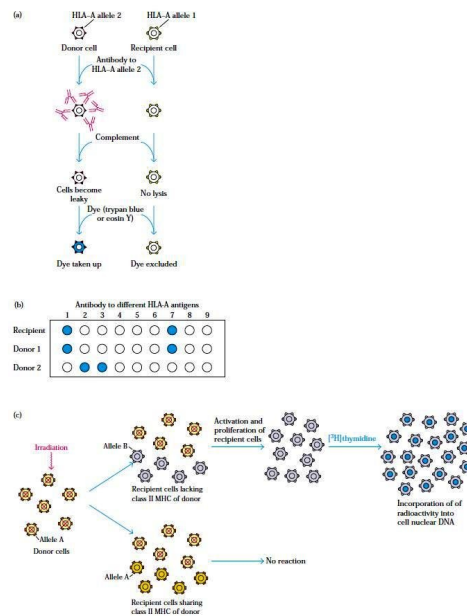 (a)
HLA–A allele 2
HLA–A allele 1
Donor cell
Recipient cell
Antibody to
HLA–A allele 2
Complement
Cells become
leaky
No lysis
Dye (trypan blue
or eosin Y)
Dye taken up
Dye excluded
(b)
Antibody to different HLA-A antigens
1 2 3 4 5 6 7 8 9
Recipient
Donor 1
Donor 2
(c)
Irradiation
Allele A
Donor cells
Allele B
Recipient cells lacking
class II MHC of donor
Activation and
proliferation of
recipient cells
[³H]thymidine
Incorporation of of
radioactivity into
cell nuclear DNA
Allele A
Recipient cells sharing
class II MHC of donor
No reaction